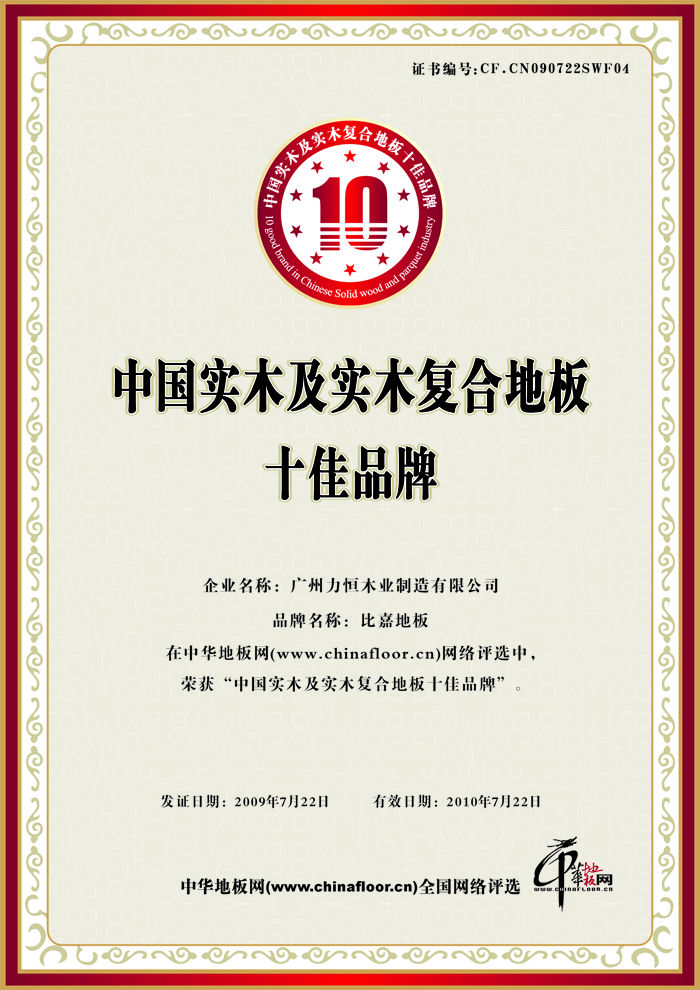 证书编号:CF.CN090722SWF04
中国实木及实木复合地板十佳品牌
10
10 good brand in Chinese Solid wood and parquet industry
中国实木及实木复合地板
十佳品牌
企业名称：广州力恒木业制造有限公司
品牌名称：比嘉地板
在中华地板网(www.chinafloor.cn)网络评选中，
荣获“中国实木及实木复合地板十佳品牌”。
发证日期：2009年7月22日 有效日期：2010年7月22日
中华地板网(www.chinafloor.cn)全国网络评选
中华地板网
WWW.CHINAFLOOR.CN